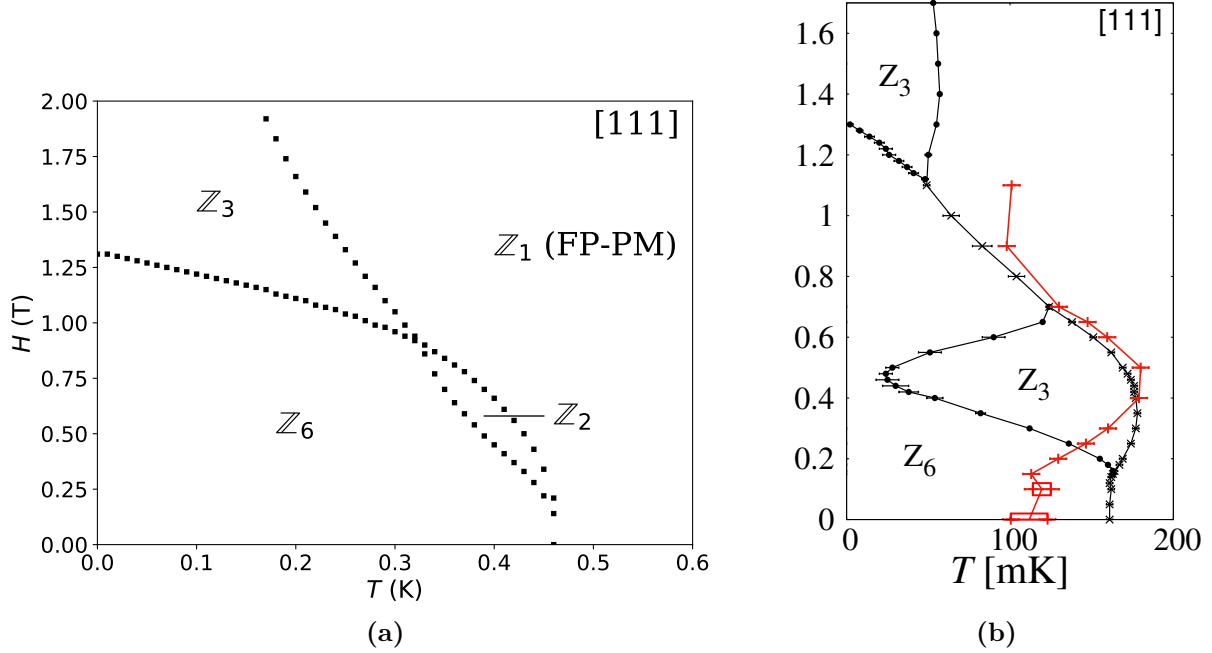 [111]
2.00
1.75
1.50
1.25
1.00
0.75
0.50
0.25
0.00
H (T)
ℤ3
ℤ1 (FP-PM)
ℤ6
ℤ2
0.0 0.1 0.2 0.3 0.4 0.5 0.6
T (K)
(a)
[111]
1.6
1.4
1.2
1
0.8
0.6
0.4
0.2
0
Z3
Z3
Z6
0 100 200
T [mK]
(b)